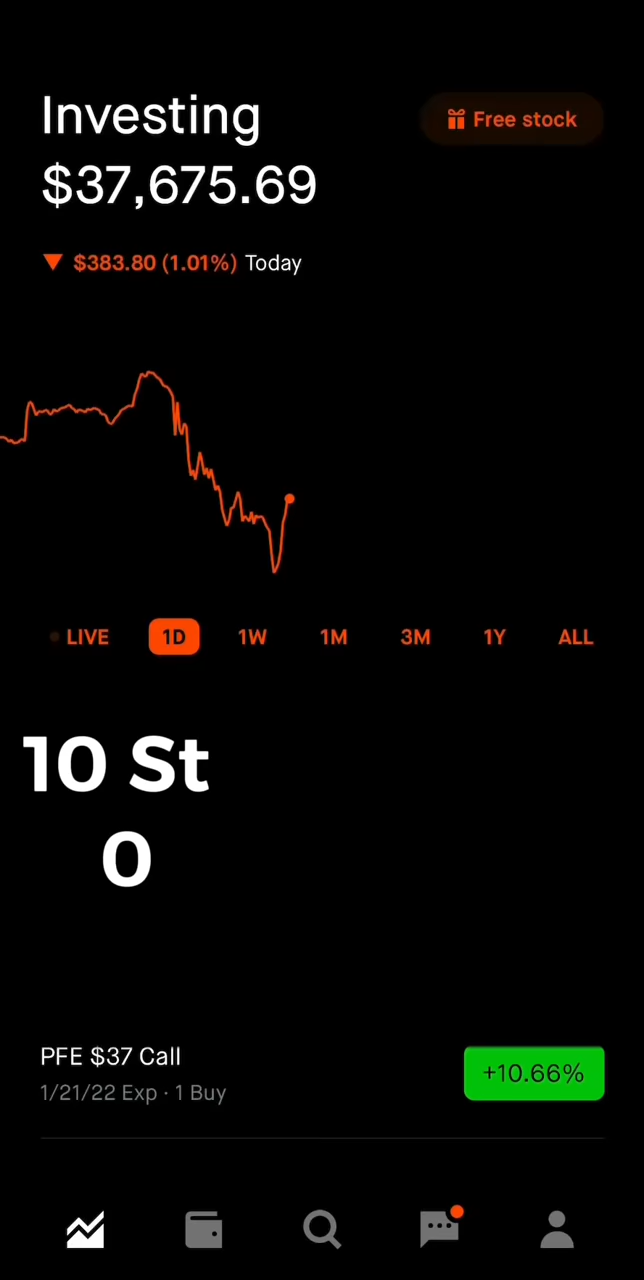 Investing
Free stock
$37,675.69
$383.80 (1.01%) Today
LIVE 1D 1W 1M 3M 1Y ALL
10 St
0
PFE $37 Call
+10.66%
1/21/22 Exp · 1 Buy